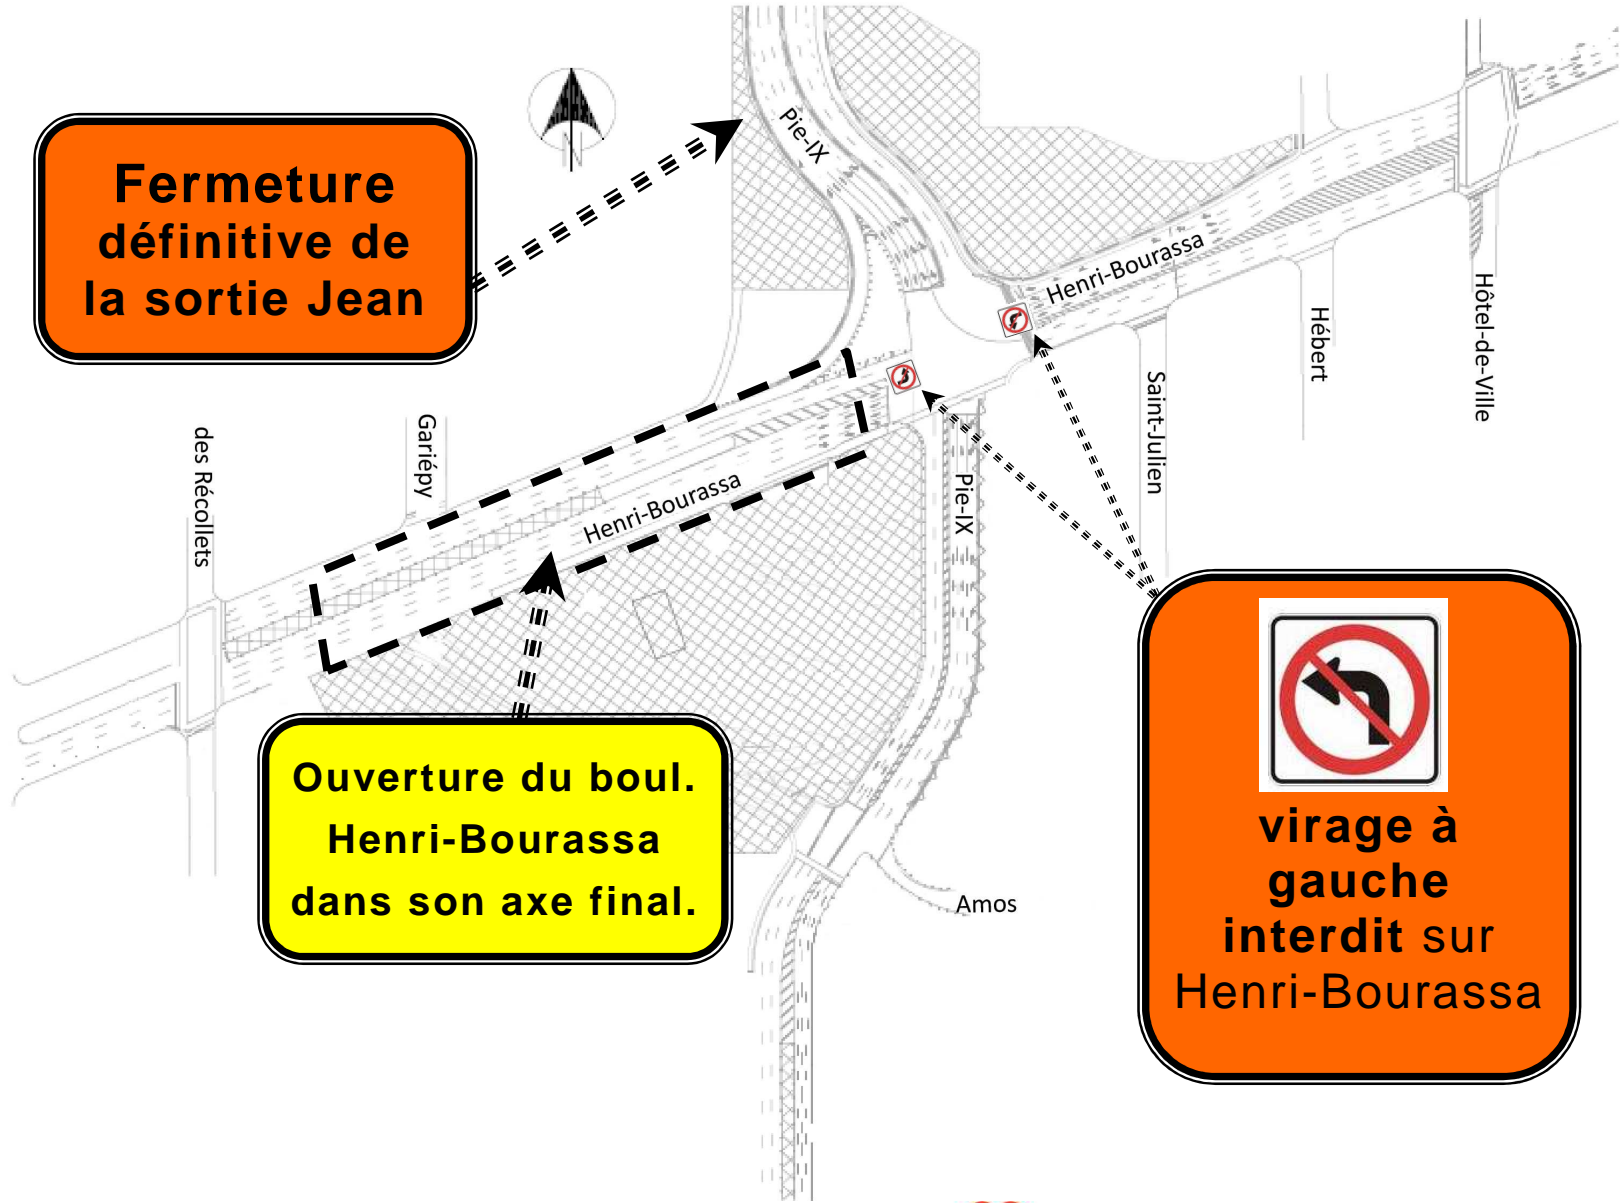 Fermeture
définitive de
la sortie Jean
N
Pie-IX
Henri-Bourassa
Hôtel-de-Ville
Hébert
Saint-Julien
Gariépy
des Récollets
Henri-Bourassa
Pie-IX
Ouverture du boul.
Henri-Bourassa
dans son axe final.
virage à
gauche
interdit sur
Henri-Bourassa
Amos